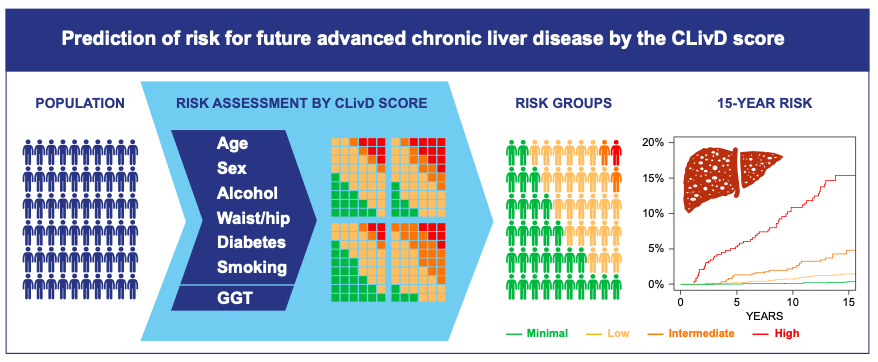 Prediction of risk for future advanced chronic liver disease by the CLivD score
POPULATION
RISK ASSESSMENT BY CLivD SCORE
Age
Sex
Alcohol
Waist/hip
Diabetes
Smoking
GGT
RISK GROUPS
15-YEAR RISK
20%
15%
10%
5%
0%
0 5 10 15
YEARS
Minimal Low Intermediate High